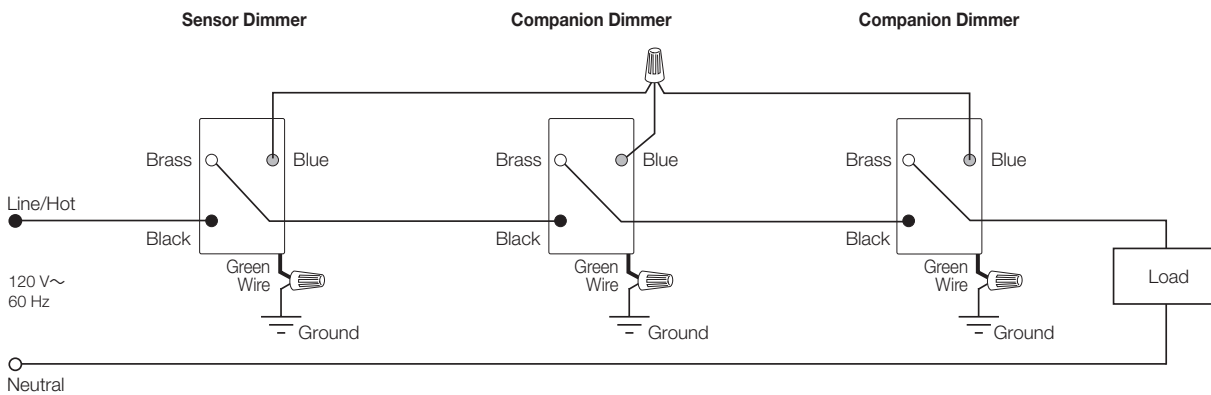 Sensor Dimmer
Companion Dimmer
Companion Dimmer
Brass
Blue
Brass
Blue
Brass
Blue
Line/Hot
Black
Black
Black
Green
Wire
Green
Wire
Green
Wire
120 V~
60 Hz
Load
Ground
Ground
Ground
Neutral